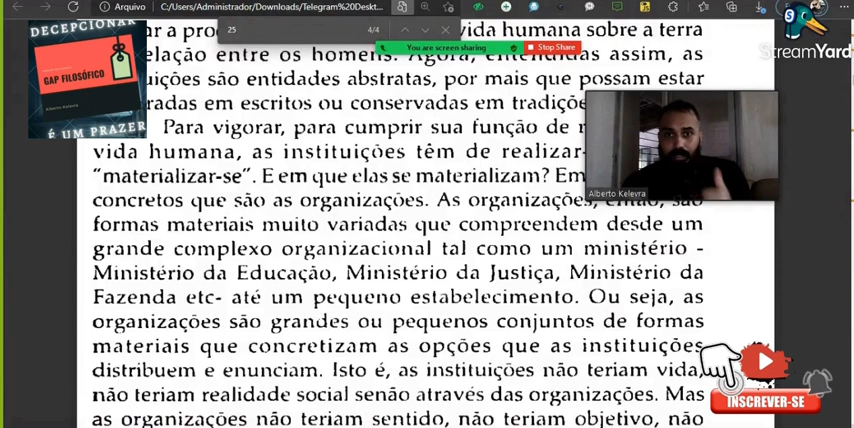 Arquivo
C:/Users/Administrador/Downloads/Telegram%20Deskt...
25
4/4
You are screen sharing
Stop Share
StreamYard
DECEPCIONAR
GAP FILOSÓFICO
Alberto Kelevra
É UM PRAZER
Alberto Kelevra
ar a pro vida humana sobre a terra
elação entre os homens. Agora, entendidas assim, as
uições são entidades abstratas, por mais que possam estar
radas em escritos ou conservadas em tradiçõe
Para vigorar, para cumprir sua função de
vida humana, as instituições têm de realizar-
"materializar-se". E em que elas se materializam? Em
concretos que são as organizações. As organizações, então, são
formas materiais muito variadas que compreendem desde um
grande complexo organizacional tal como um ministério -
Ministério da Educação, Ministério da Justiça, Ministério da
Fazenda etc- até um pequeno estabelecimento. Ou seja, as
organizações são grandes ou pequenos conjuntos de formas
materiais que concretizam as opções que as instituições
distribuem e enunciam. Isto é, as instituições não teriam vida,
não teriam realidade social senão através das organizações. Mas
as organizações não teriam sentido, não teriam objetivo, não
INSCREVER-SE